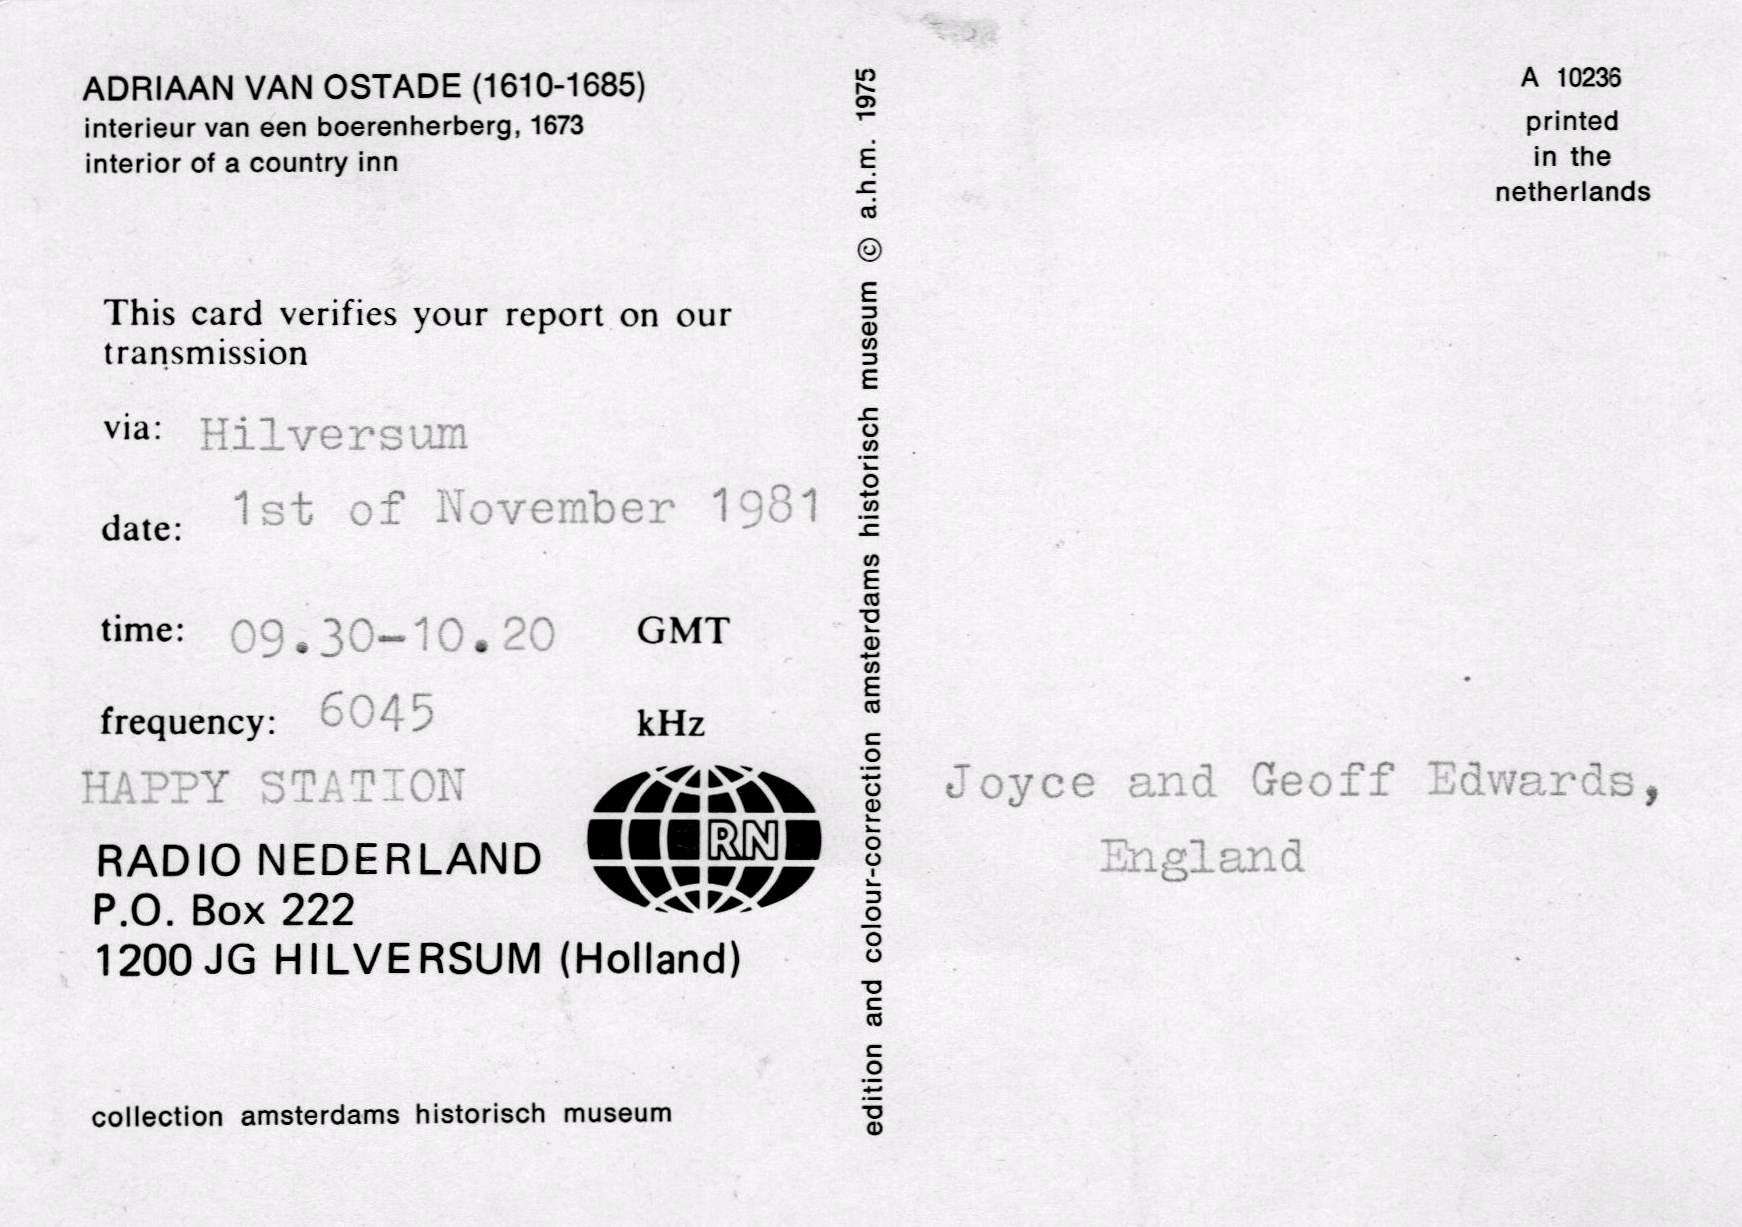 ADRIAAN VAN OSTADE (1610-1685)
interieur van een boerenherberg, 1673
interior of a country inn
This card verifies your report on our
transmission
via: Hilversum
date: 1st of November 1981
time: 09.30-10.20 GMT
frequency: 6045 kHz
HAPPY STATION
RN
RADIO NEDERLAND
P.O. Box 222
1200 JG HILVERSUM (Holland)
collection amsterdams historisch museum
edition and colour-correction amsterdams historisch museum © a.h.m. 1975
A 10236
printed
in the
netherlands
Joyce and Geoff Edwards,
England